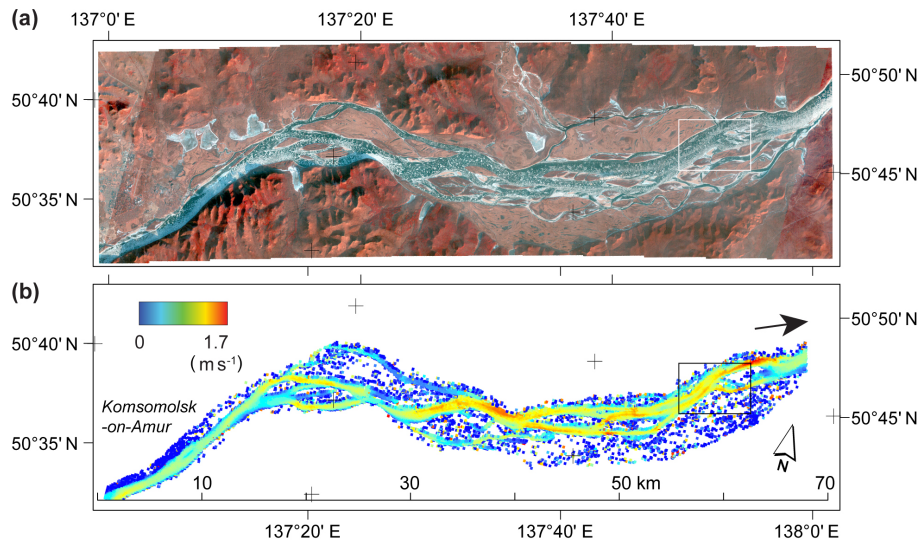 137°0' E 137°20' E 137°40' E
(a)
50°40' N
50°50' N
50°35' N
50°45' N
(b)
0 1.7
(m s⁻¹)
50°40' N
50°50' N
Komsomolsk
-on-Amur
50°35' N
50°45' N
N
10 30 50 km 70
137°20' E 137°40' E 138°0' E